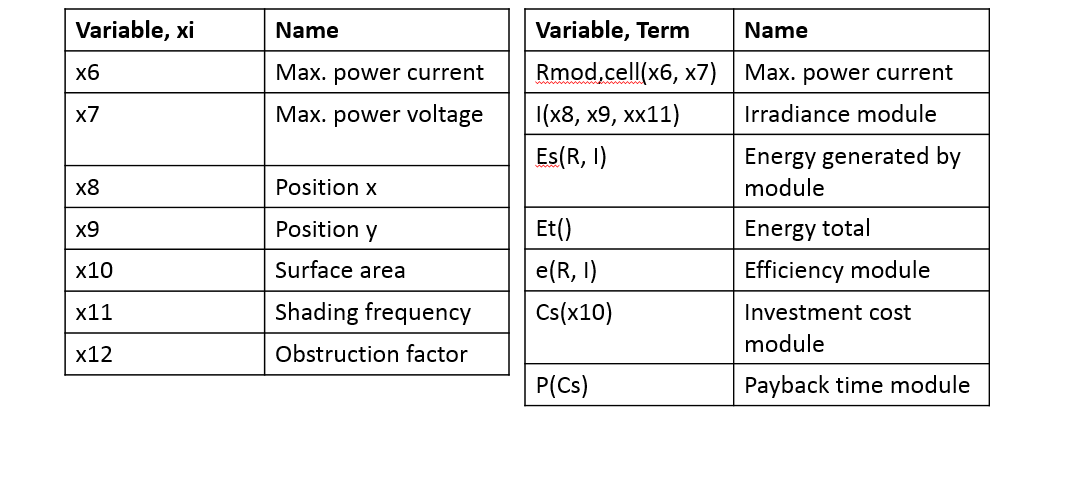 Variable, xi Name
x6 Max. power current
x7 Max. power voltage
x8 Position x
x9 Position y
x10 Surface area
x11 Shading frequency
x12 Obstruction factor
Variable, Term Name
Rmod,cell(x6, x7) Max. power current
I(x8, x9, xx11) Irradiance module
Es(R, I) Energy generated by
module
Et() Energy total
e(R, I) Efficiency module
Cs(x10) Investment cost
module
P(Cs) Payback time module